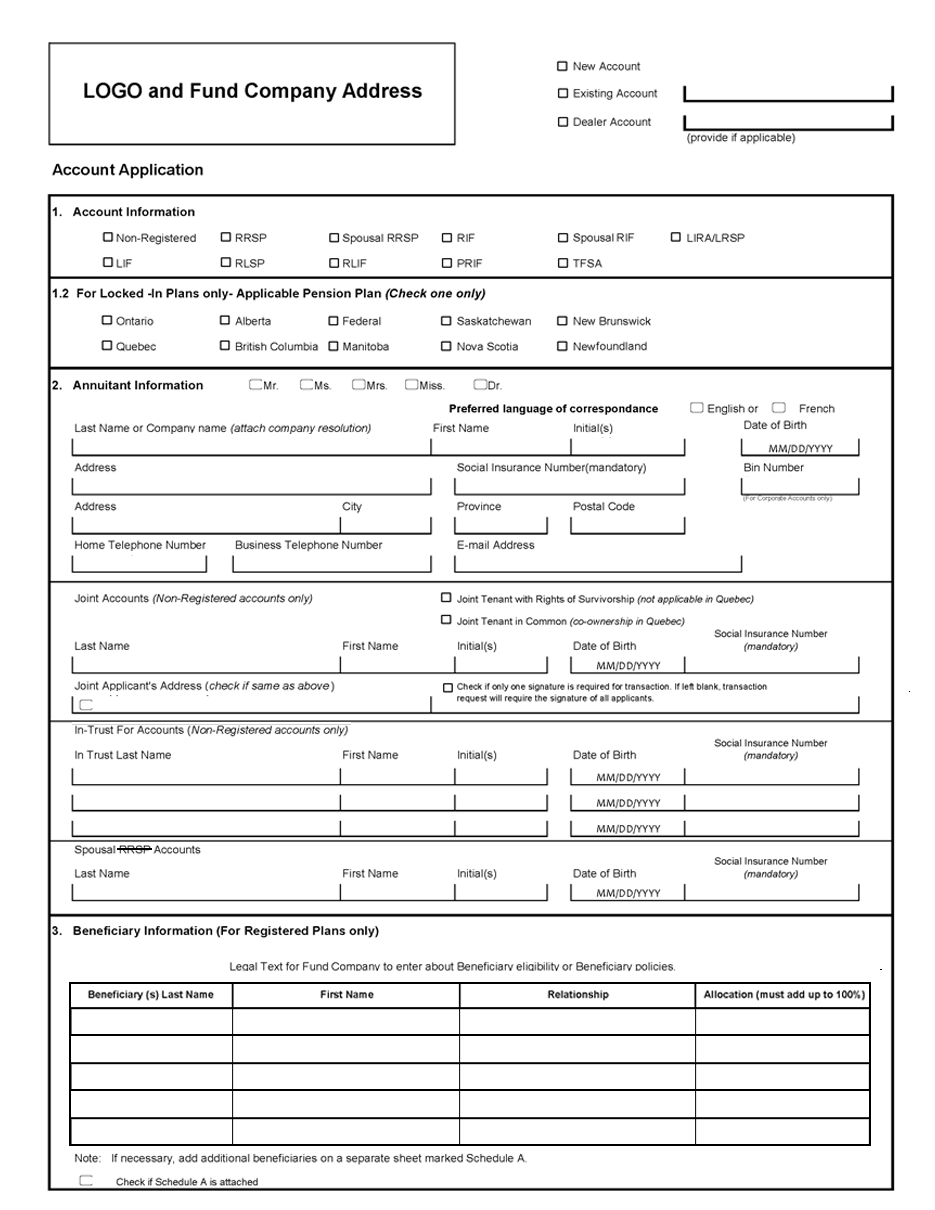 LOGO and Fund Company Address
New Account
Existing Account
Dealer Account
(provide if applicable)
Account Application
1. Account Information
Non-Registered RRSP Spousal RRSP RIF Spousal RIF LIRA/LRSP
LIF RLSP RLIF PRIF TFSA
1.2 For Locked -In Plans only- Applicable Pension Plan (Check one only)
Ontario Alberta Federal Saskatchewan New Brunswick
Quebec British Columbia Manitoba Nova Scotia Newfoundland
2. Annuitant Information Mr. Ms. Mrs. Miss. Dr.
Preferred language of correspondence English or French
Last Name or Company name (attach company resolution) First Name Initial(s) Date of Birth
MM/DD/YYYY
Address Social Insurance Number(mandatory) Bin Number
(For Corporate Accounts only)
Address City Province Postal Code
Home Telephone Number Business Telephone Number E-mail Address
Joint Accounts (Non-Registered accounts only) Joint Tenant with Rights of Survivorship (not applicable in Quebec)
Joint Tenant in Common (co-ownership in Quebec)
Last Name First Name Initial(s) Date of Birth Social Insurance Number (mandatory)
MM/DD/YYYY
Joint Applicant's Address (check if same as above) Check if only one signature is required for transaction. If left blank, transaction
request will require the signature of all applicants.
In-Trust For Accounts (Non-Registered accounts only)
In Trust Last Name First Name Initial(s) Date of Birth Social Insurance Number (mandatory)
MM/DD/YYYY
MM/DD/YYYY
MM/DD/YYYY
Spousal RRSP Accounts
Last Name First Name Initial(s) Date of Birth Social Insurance Number (mandatory)
MM/DD/YYYY
3. Beneficiary Information (For Registered Plans only)
Legal Text for Fund Company to enter about Beneficiary eligibility or Beneficiary policies.
Beneficiary (s) Last Name First Name Relationship Allocation (must add up to 100%)
Note: If necessary, add additional beneficiaries on a separate sheet marked Schedule A.
Check if Schedule A is attached